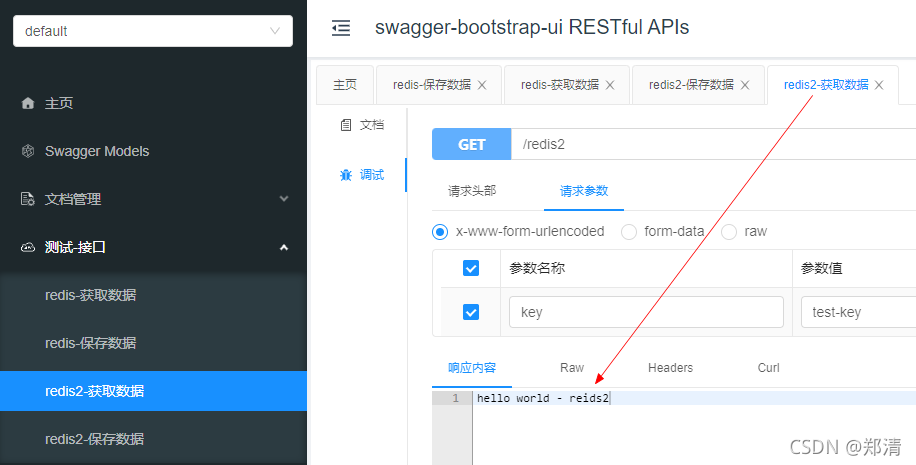 default
主页
Swagger Models
文档管理
测试-接口
redis-获取数据
redis-保存数据
redis2-获取数据
redis2-保存数据
swagger-bootstrap-ui RESTful APIs
主页 redis-保存数据 redis-获取数据 redis2-保存数据 redis2-获取数据
文档
调试
GET /redis2
请求头部 请求参数
x-www-form-urlencoded form-data raw
参数名称 参数值
key test-key
响应内容 Raw Headers Curl
1 hello world - reids2
CSDN @郑清